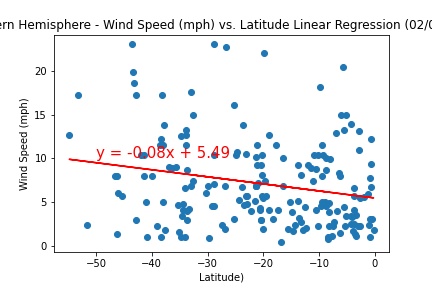 ern Hemisphere - Wind Speed (mph) vs. Latitude Linear Regression (02/0
20
15
10
5
0
Wind Speed (mph)
y = -0.08x + 5.49
−50 −40 −30 −20 −10 0
Latitude)